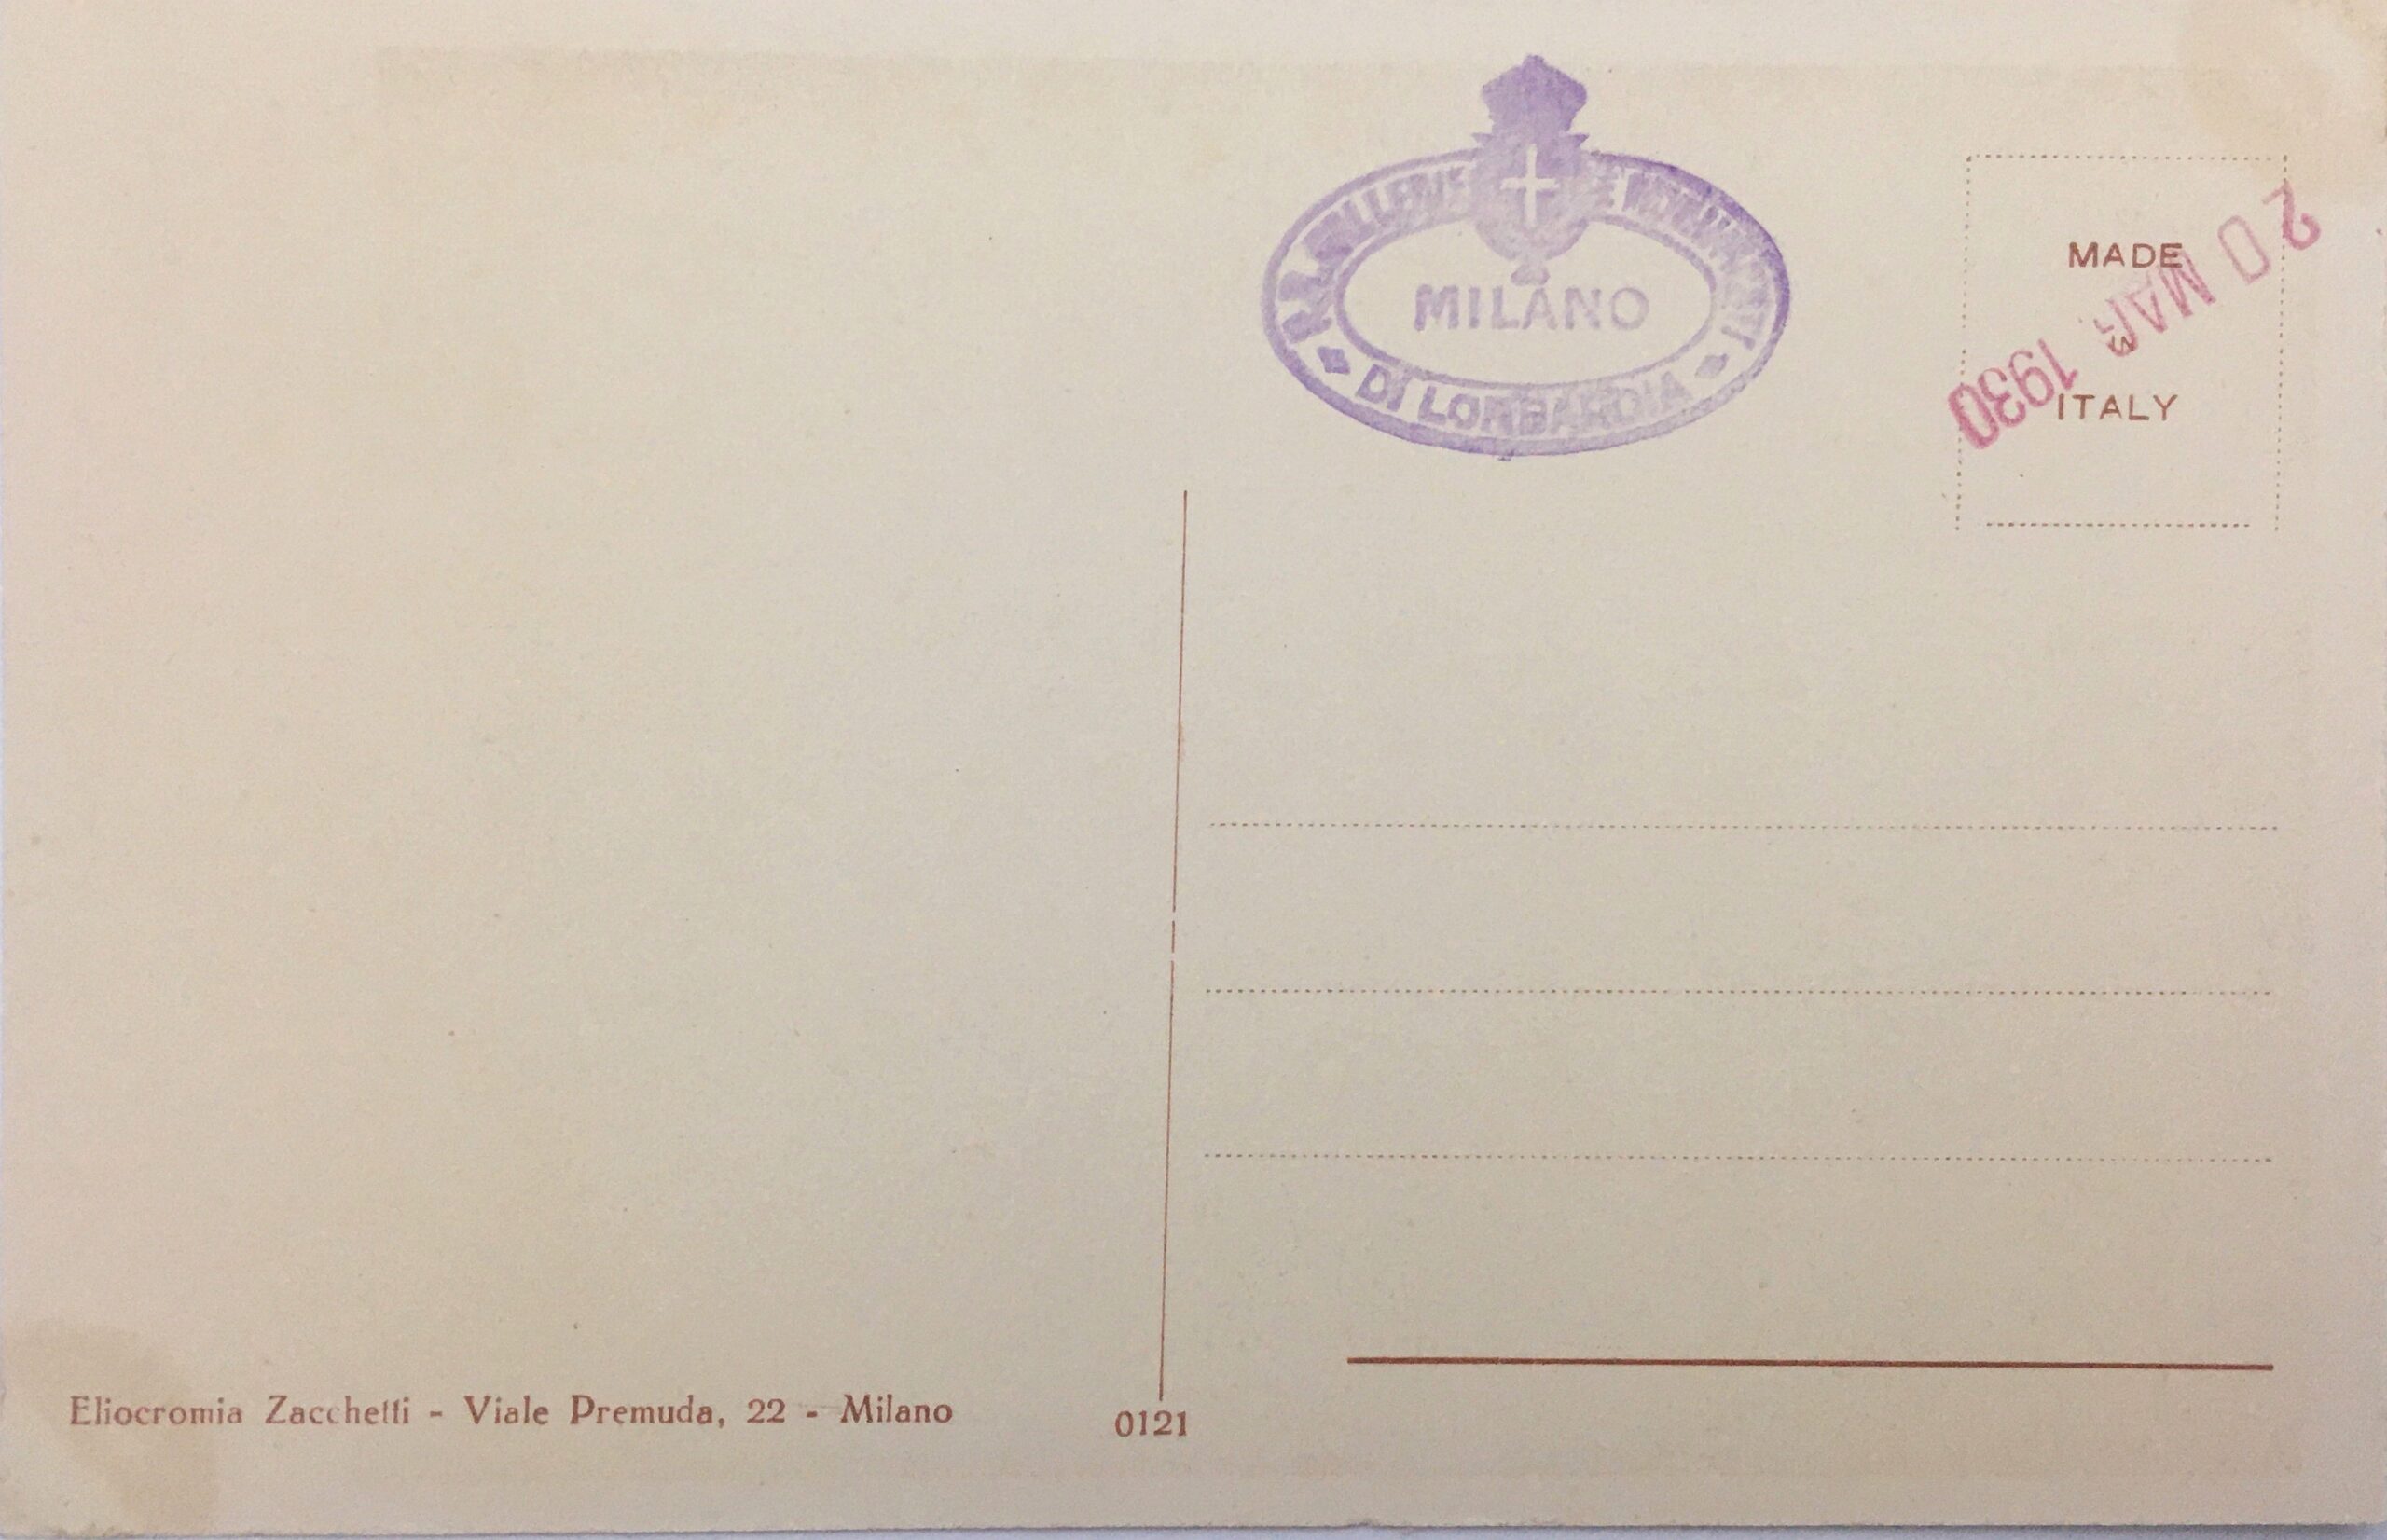 MILANO
DI LOMBARDIA
MADE
ITALY
20 MAR 1930
Eliocromia Zacchetti - Viale Premuda, 22 - Milano
0121